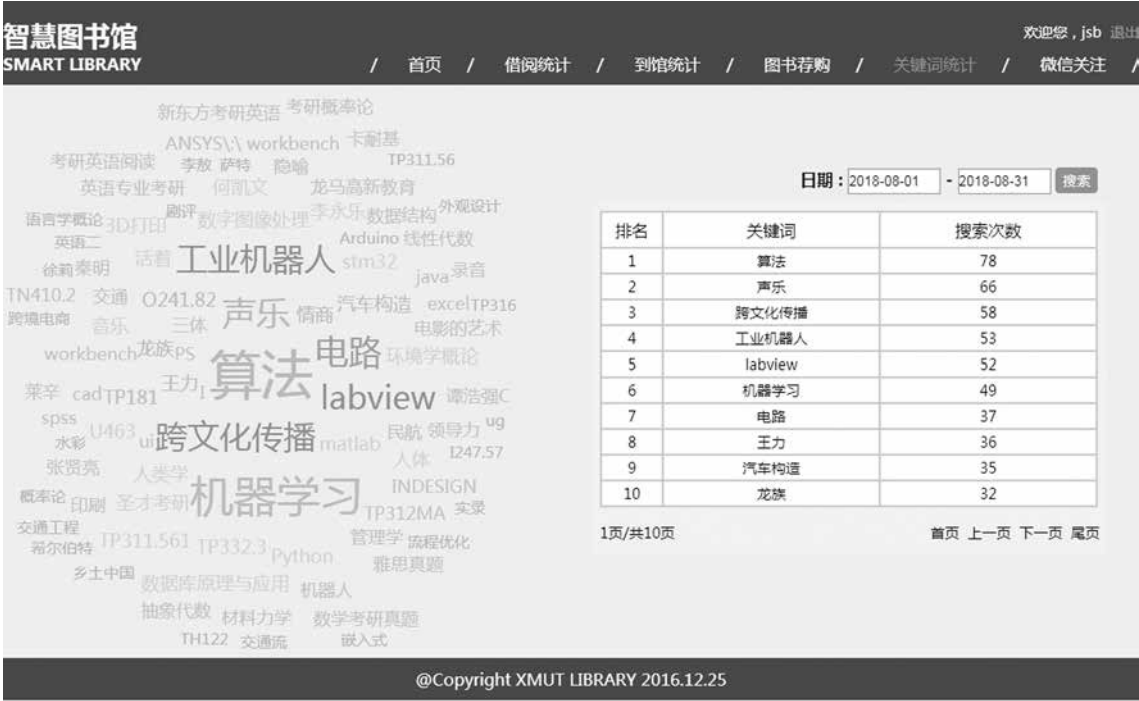 智慧图书馆
SMART LIBRARY
欢迎您，jsb 退出
/ 首页 / 借阅统计 / 到馆统计 / 图书荐购 / 关键词统计 / 微信关注 /
新东方考研英语 考研概率论
ANSYS\:\ workbench 卡耐基
考研英语阅读 李敖 萨特 隐喻 TP311.56
英语专业考研 何凯文 龙马高新教育
语言学概论 3D打印 剧评 数字图像处理 李永乐 数据结构 外观设计
英语二 Arduino 线性代数
徐莉 秦明 活着 工业机器人 stm32 java 录音
TN410.2 交通 O241.82 声乐 情商 汽车构造 excel TP316
跨境电商 音乐 三体 电影的艺术
workbench 龙族 PS 算法 电路 环境学概论
莱辛 cad TP181 王力 I labview 谭浩强C
spss U463 ui 跨文化传播 matlab 民航 领导力 ug
水彩 人体 I247.57
张贤亮 人类学 机器学习 INDESIGN
概率论 印刷 圣才考研 TP312MA 实录
交通工程 TP311.561 TP332.3 Python 管理学 流程优化
希尔伯特 雅思真题
乡土中国 数据库原理与应用 机器人
抽象代数 材料力学 数学考研真题
TH122 交通流 嵌入式
日期：2018-08-01 - 2018-08-31 搜索
排名 关键词 搜索次数
1 算法 78
2 声乐 66
3 跨文化传播 58
4 工业机器人 53
5 labview 52
6 机器学习 49
7 电路 37
8 王力 36
9 汽车构造 35
10 龙族 32
1页/共10页 首页 上一页 下一页 尾页
@Copyright XMUT LIBRARY 2016.12.25